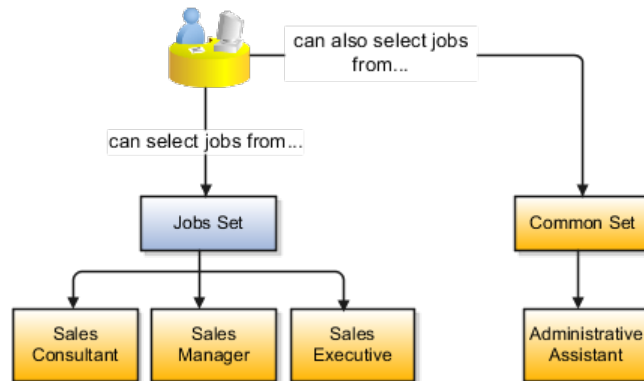 can also select jobs
from...
can select jobs from...
Jobs Set
Common Set
Sales
Consultant
Sales
Manager
Sales
Executive
Administrative
Assistant